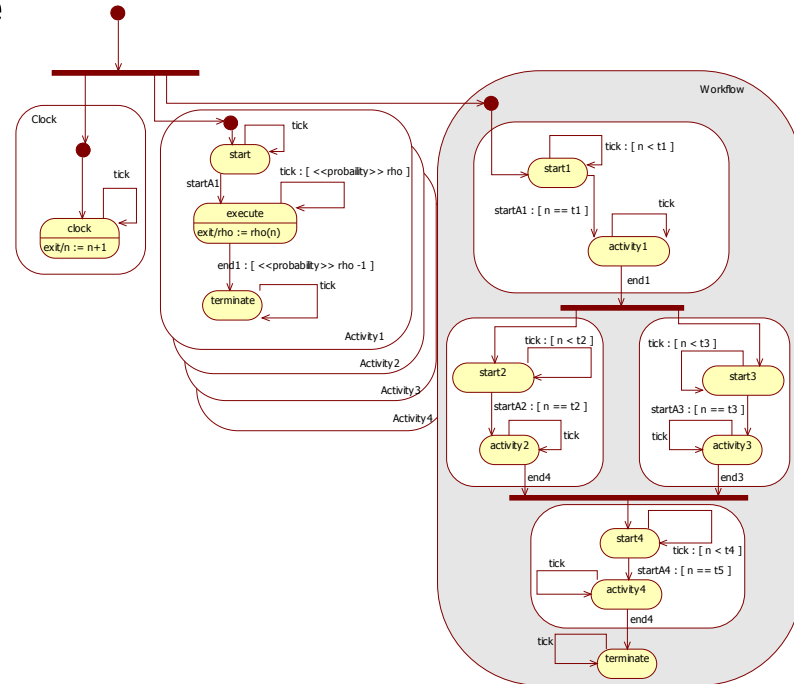 e
Workflow
Clock
tick
clock
exit/n := n+1
tick
start
startA1
tick : [ <<probaility>> rho ]
execute
exit/rho := rho(n)
end1 : [ <<probability>> rho -1 ]
tick
terminate
Activity1
Activity2
Activity3
Activity4
tick : [ n < t1 ]
start1
startA1 : [ n == t1 ]
tick
activity1
end1
tick : [ n < t2 ]
start2
startA2 : [ n == t2 ]
tick
activity2
end4
tick : [ n < t3 ]
start3
startA3 : [ n == t3 ]
tick
activity3
end3
start4
tick : [ n < t4 ]
startA4 : [ n == t5 ]
tick
activity4
end4
tick
terminate